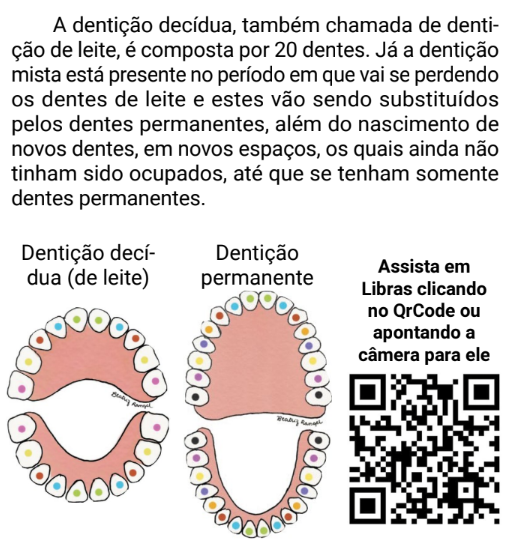 A dentição decídua, também chamada de denti-
ção de leite, é composta por 20 dentes. Já a dentição
mista está presente no período em que vai se perdendo
os dentes de leite e estes vão sendo substituídos
pelos dentes permanentes, além do nascimento de
novos dentes, em novos espaços, os quais ainda não
tinham sido ocupados, até que se tenham somente
dentes permanentes.
Dentição decí-
dua (de leite)
Dentição
permanente
Assista em
Libras clicando
no QrCode ou
apontando a
câmera para ele
Beatriz Rangel
Beatriz Rangel